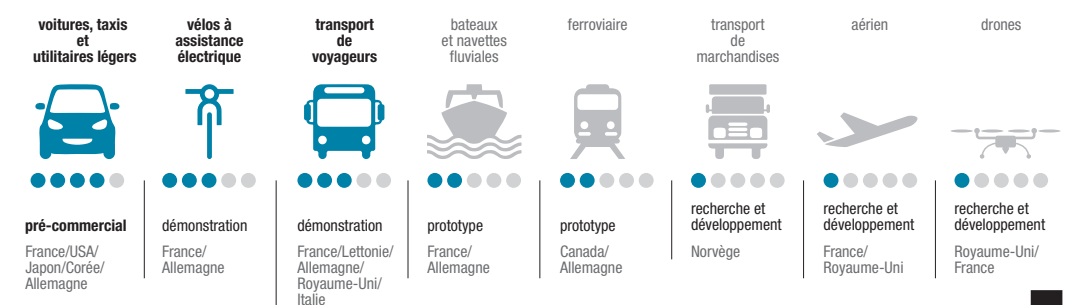 voitures, taxis
et
utilitaires légers
vélos à
assistance
électrique
transport
de
voyageurs
bateaux
et navettes
fluviales
ferroviaire
transport
de
marchandises
aérien
drones
pré-commercial
France/USA/
Japon/Corée/
Allemagne
démonstration
France/
Allemagne
démonstration
France/Lettonie/
Allemagne/
Royaume-Uni/
Italie
prototype
France/
Allemagne
prototype
Canada/
Allemagne
recherche et
développement
Norvège
recherche et
développement
France/
Royaume-Uni
recherche et
développement
Royaume-Uni/
France